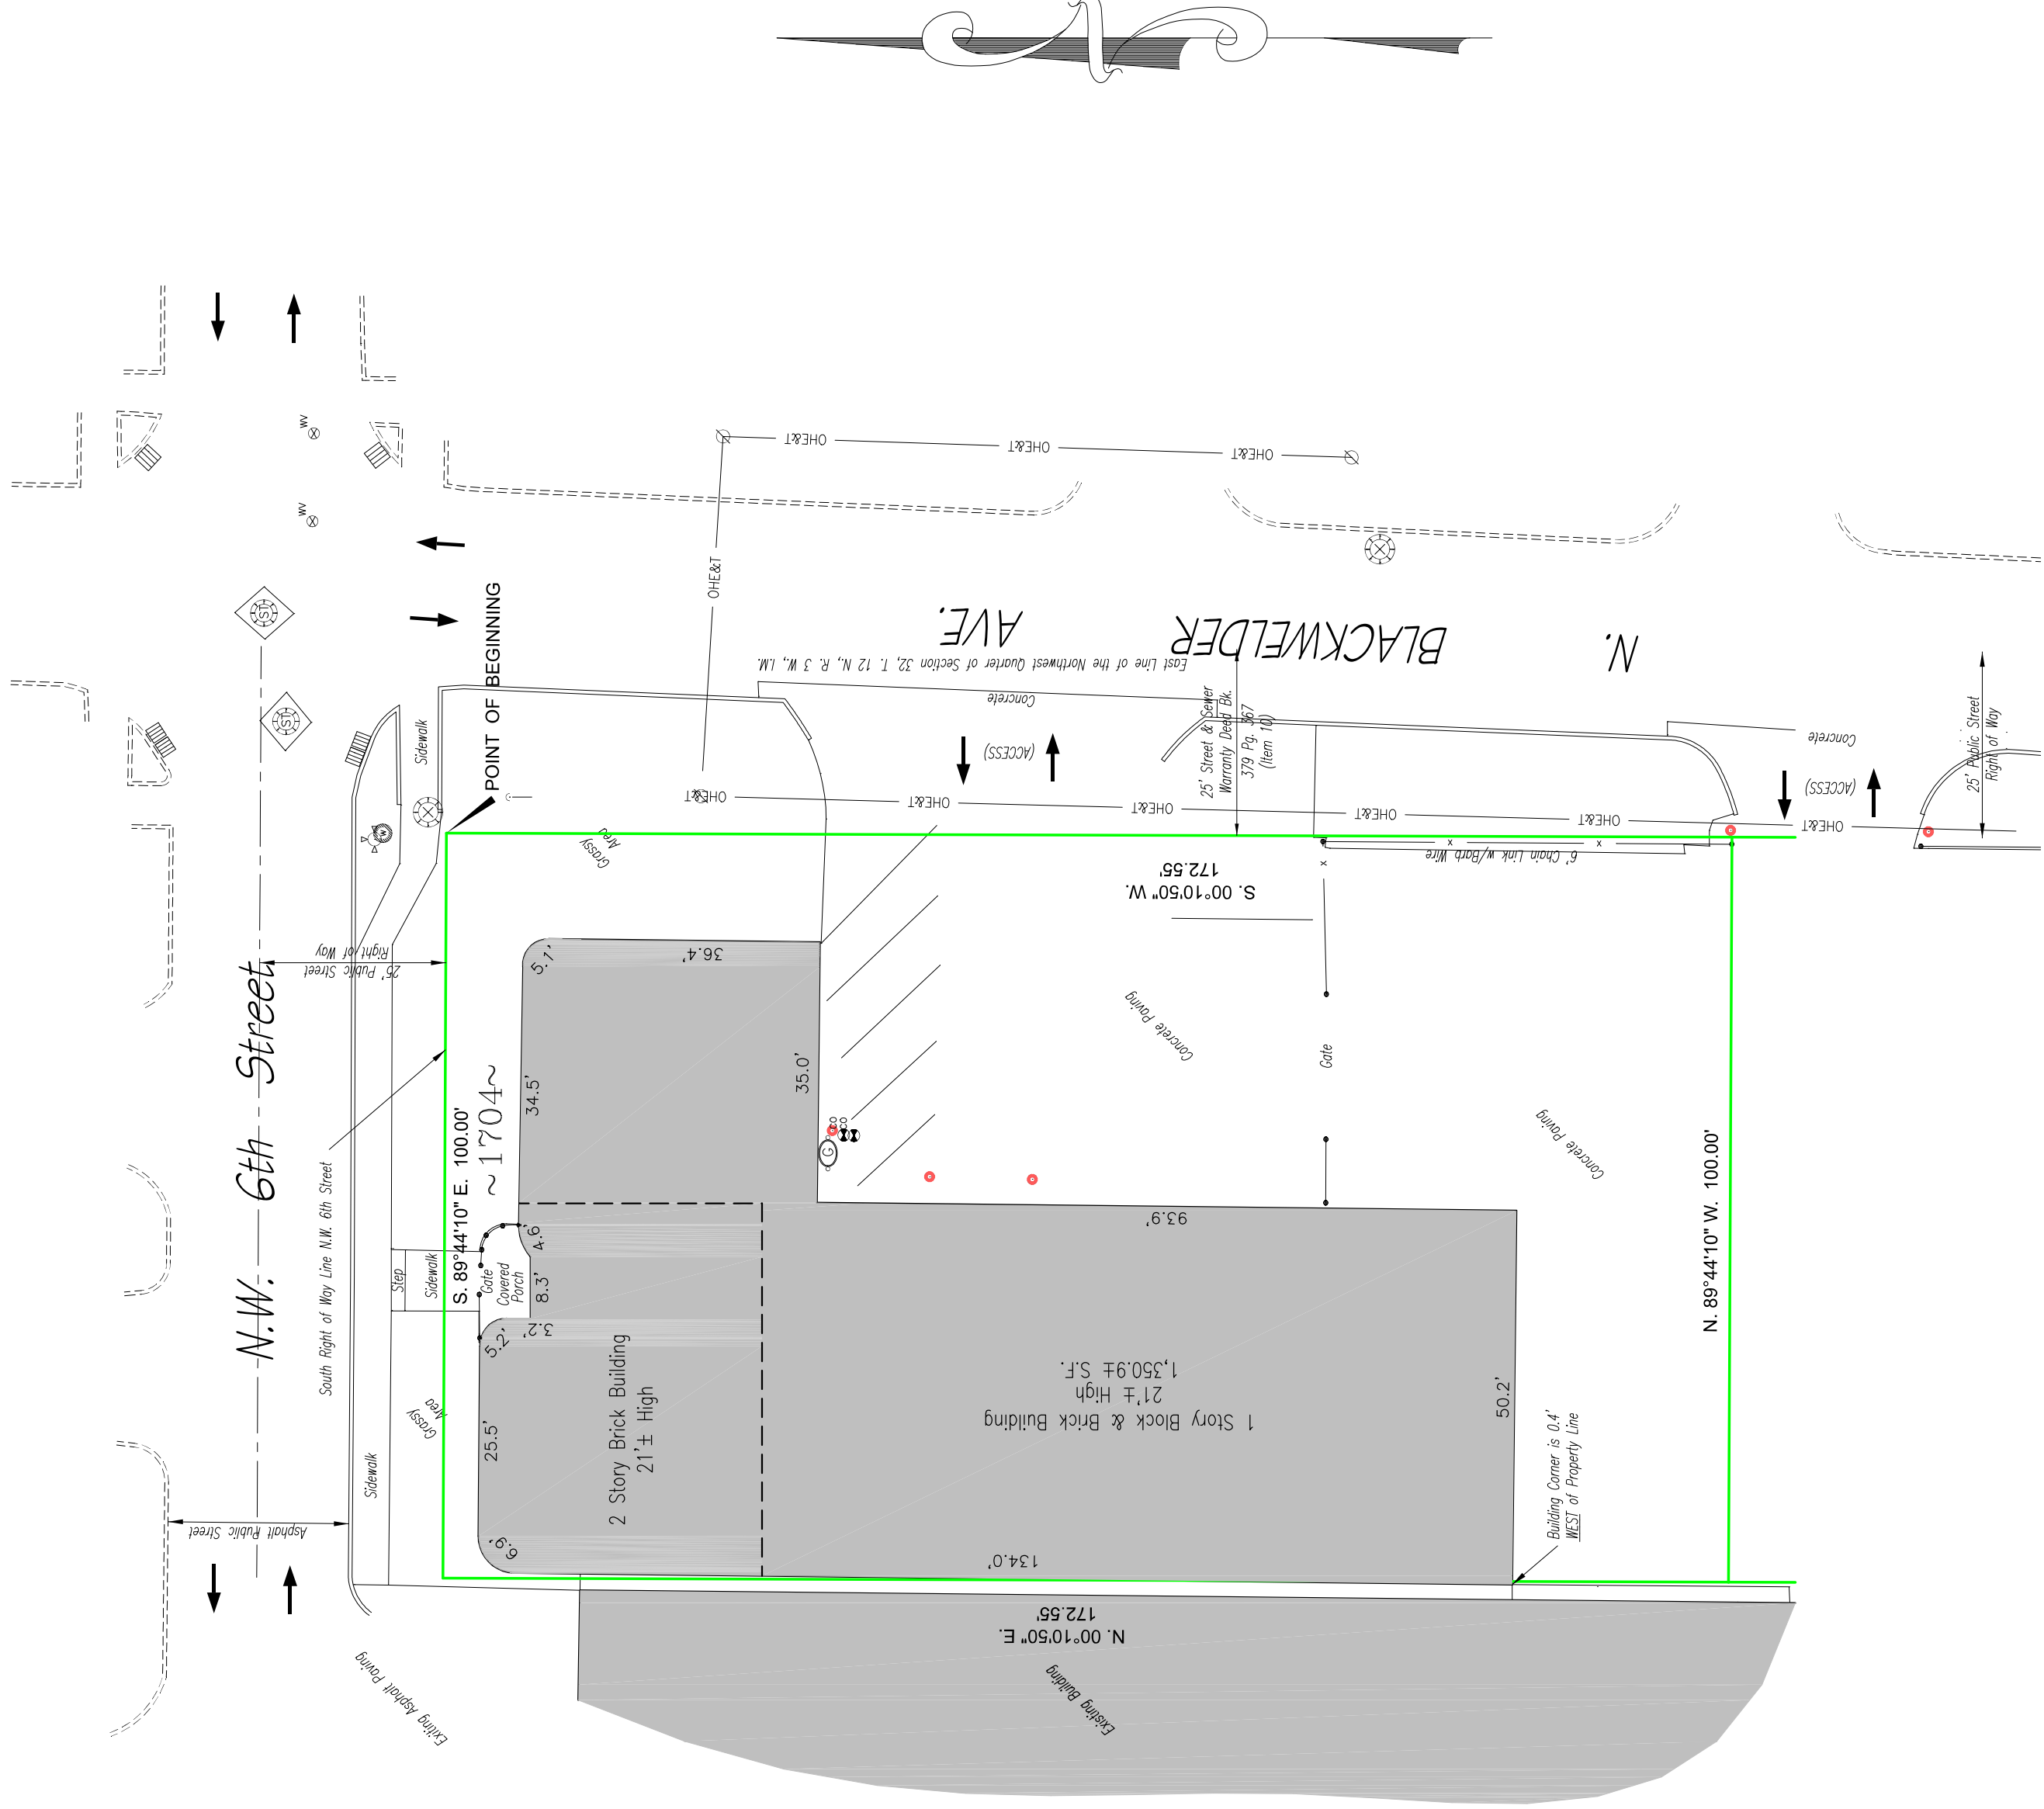 N
WV
WV
ST
ST
OHE&T
OHE&T
OHE&T
OHE&T
N. BLACKWELDER AVE.
East Line of the Northwest Quarter of Section 32, T. 12 N., R. 3 W., I.M.
POINT OF BEGINNING
Sidewalk
Concrete
(ACCESS)
25' Street & Sewer
Warranty Deed Bk.
379 Pg. 367
(Item 10)
Concrete
(ACCESS)
25' Public Street
Right of Way
OHE&T
OHE&T
OHE&T
OHE&T
OHE&T
OHE&T
W
Grassy
Area
6' Chain Link w/Barb Wire
x
x
x
S. 00°10'50" W.
172.55'
25' Public Street
Right of Way
N.W. 6th Street
South Right of Way Line N.W. 6th Street
S. 89°44'10" E. 100.00'
~1704~
5.1'
36.4'
34.5'
35.0'
CO
CO
G
Concrete Paving
Gate
Concrete Paving
N. 89°44'10" W. 100.00'
Step
Sidewalk
Gate
Covered
Porch
4.6'
8.3'
3.2'
5.2'
25.5'
6.9'
93.9'
2 Story Brick Building
21'± High
1 Story Block & Brick Building
21'± High
1,350.9± S.F.
50.2'
134.0'
Building Corner is 0.4'
WEST of Property Line
Grassy
Area
Sidewalk
Asphalt Public Street
N. 00°10'50" E.
172.55'
Exiting Asphalt Paving
Existing Building